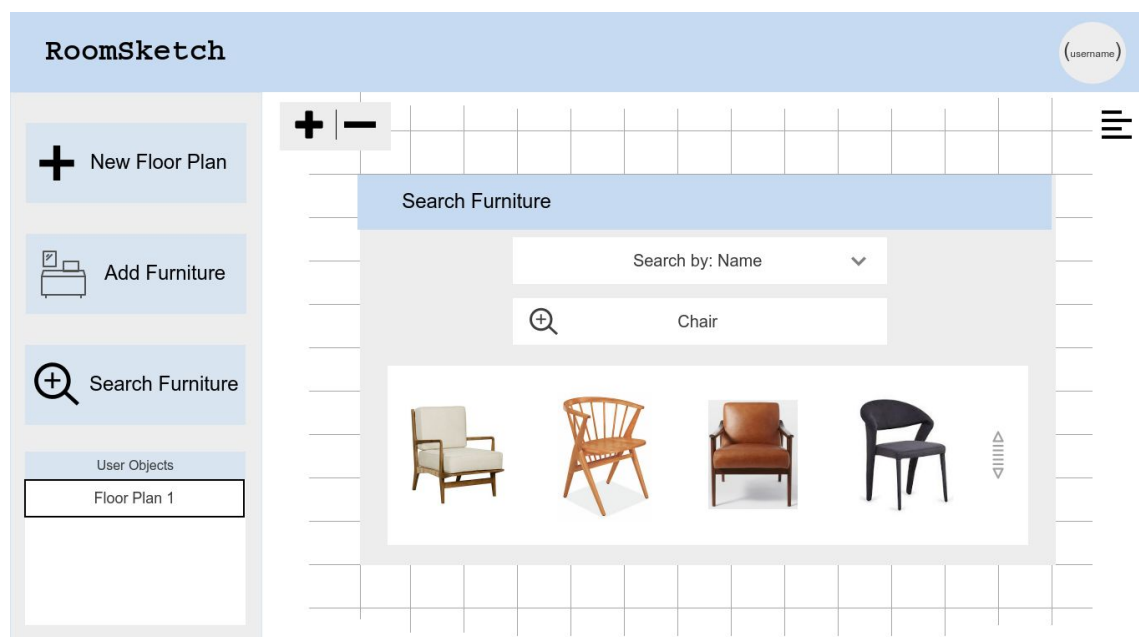 RoomSketch
(username)
New Floor Plan
Add Furniture
Search Furniture
User Objects
Floor Plan 1
Search Furniture
Search by: Name
Chair